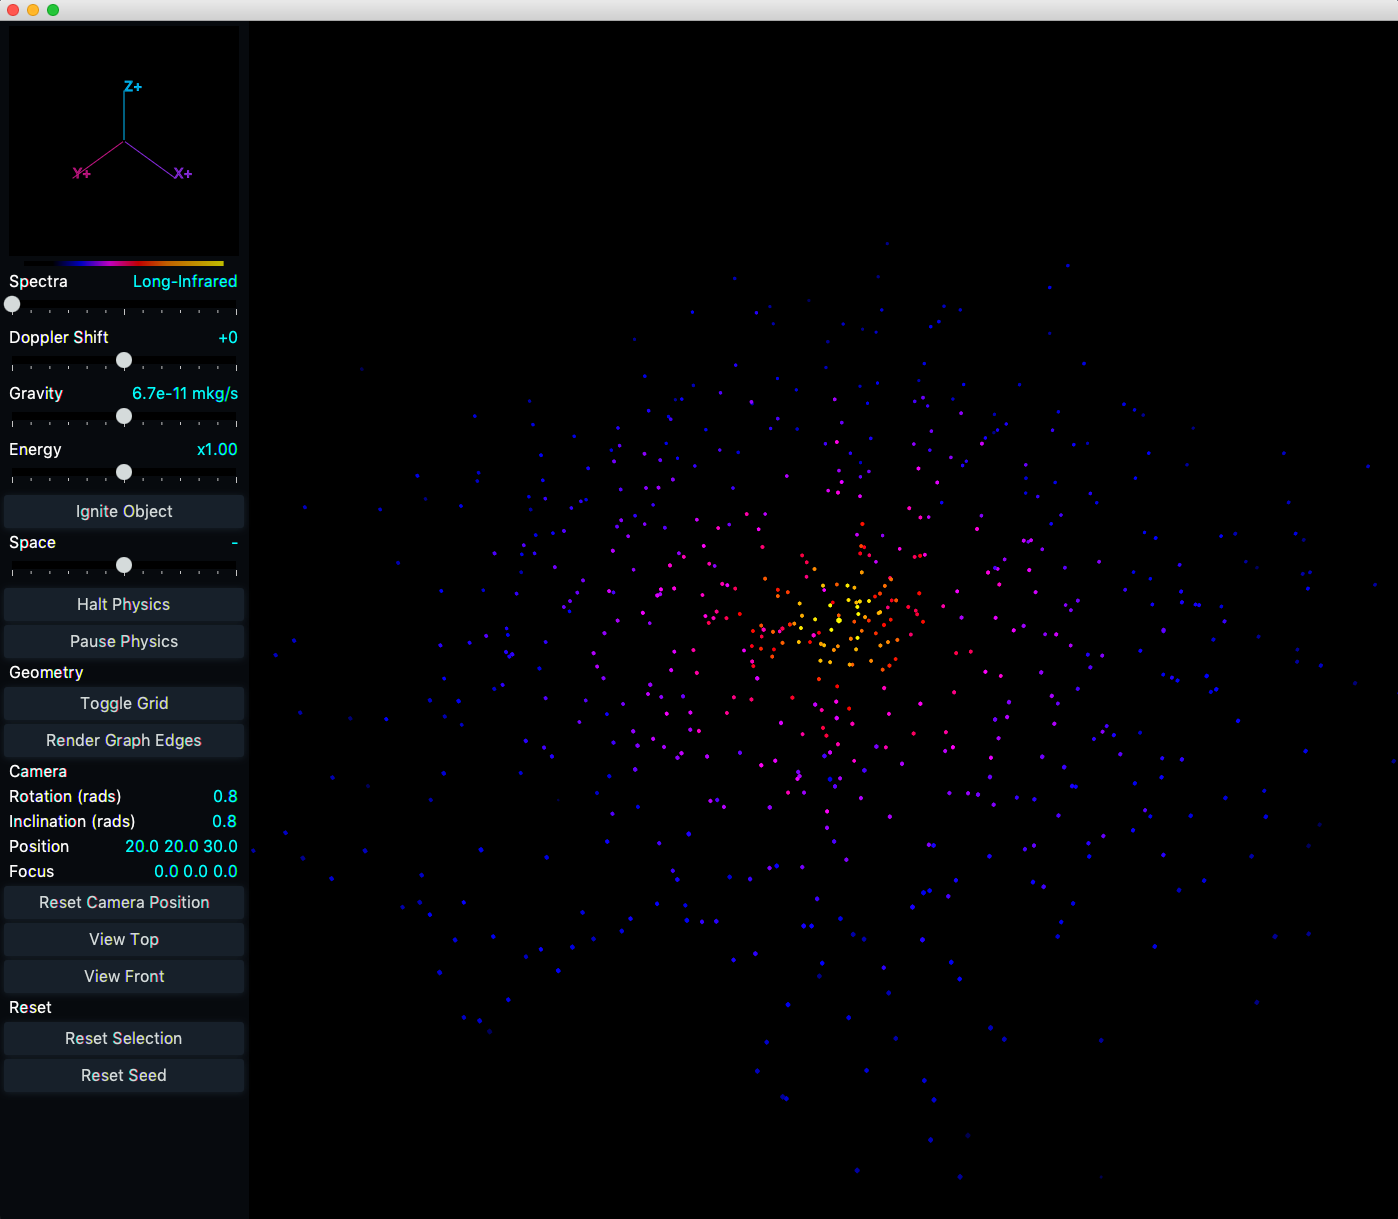 Z+
Y+ X+
Spectra Long-Infrared
Doppler Shift +0
Gravity 6.7e-11 mkg/s
Energy x1.00
Ignite Object
Space -
Halt Physics
Pause Physics
Geometry
Toggle Grid
Render Graph Edges
Camera
Rotation (rads) 0.8
Inclination (rads) 0.8
Position 20.0 20.0 30.0
Focus 0.0 0.0 0.0
Reset Camera Position
View Top
View Front
Reset
Reset Selection
Reset Seed